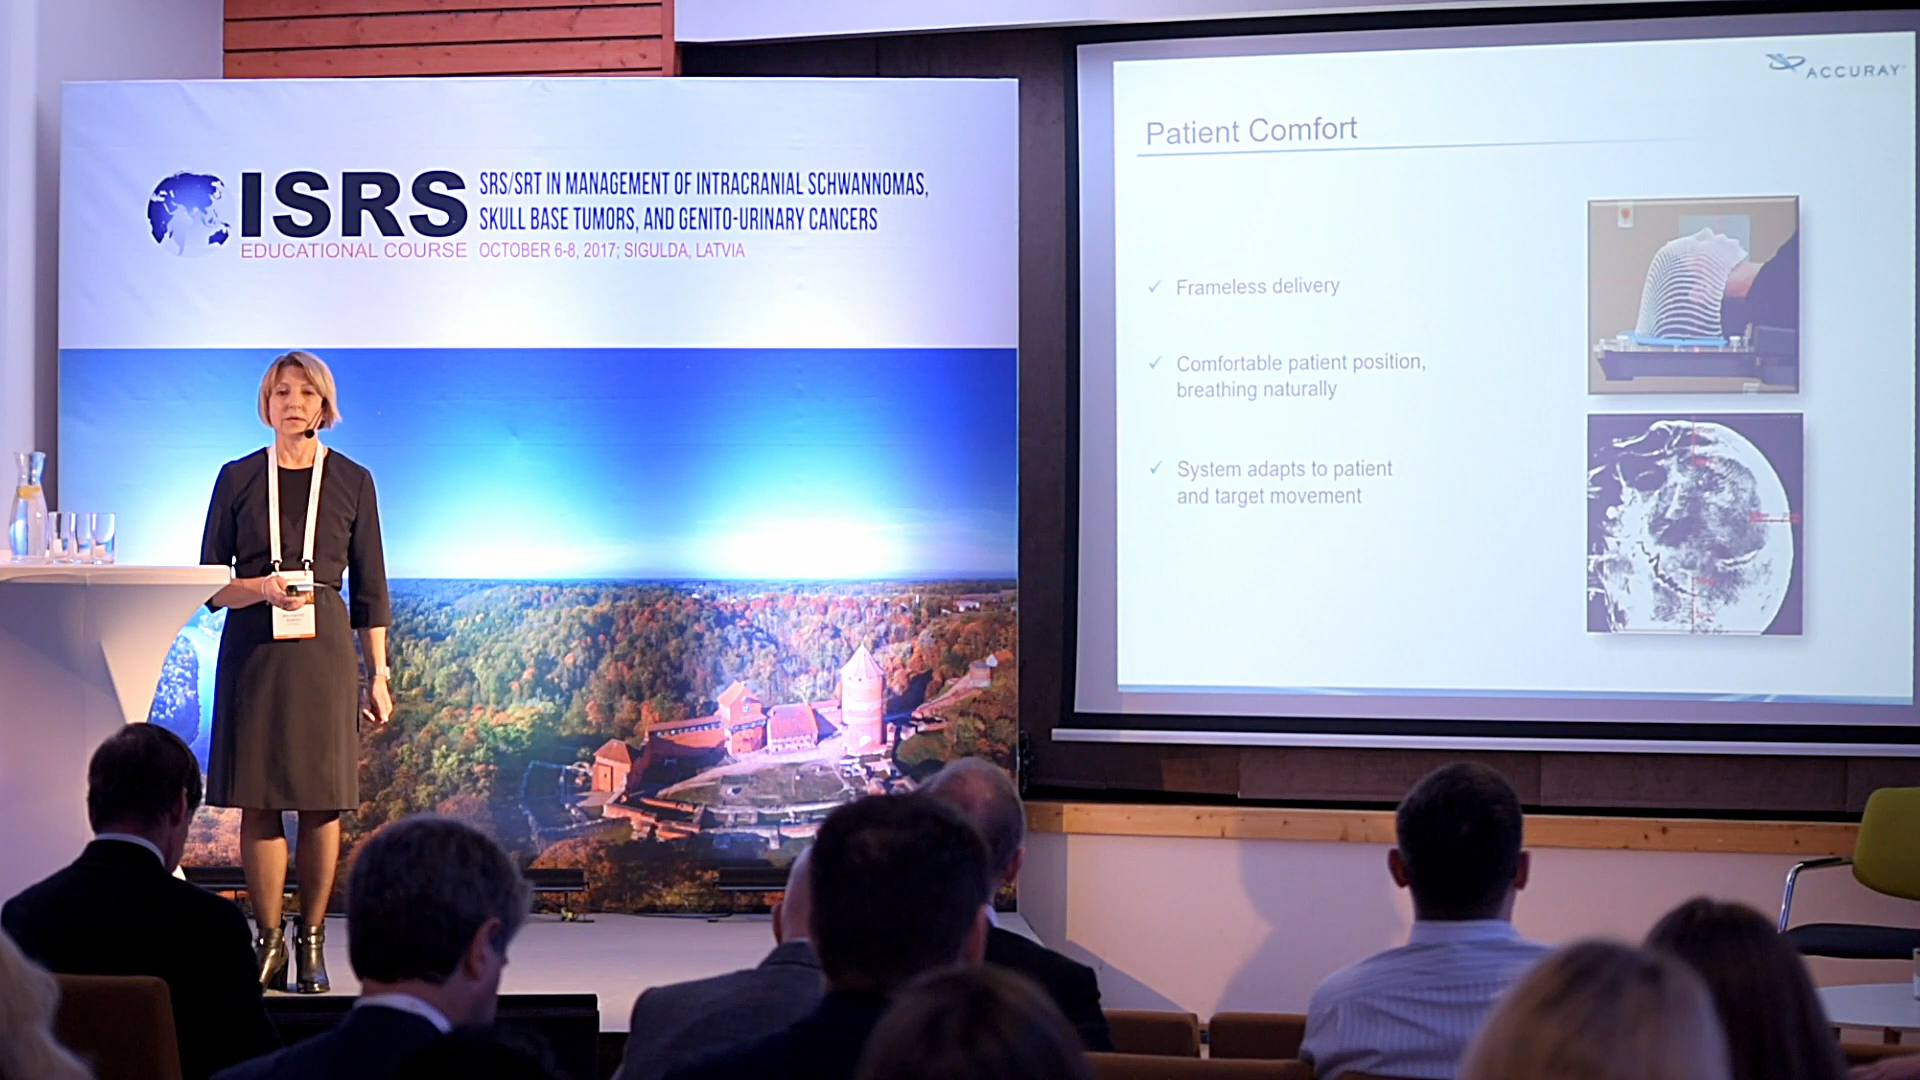 ISRS
EDUCATIONAL COURSE
SRS/SRT IN MANAGEMENT OF INTRACRANIAL SCHWANNOMAS,
SKULL BASE TUMORS, AND GENITO-URINARY CANCERS
OCTOBER 6-8, 2017; SIGULDA, LATVIA
ACCURAY
Patient Comfort
✓ Frameless delivery
✓ Comfortable patient position,
breathing naturally
✓ System adapts to patient
and target movement